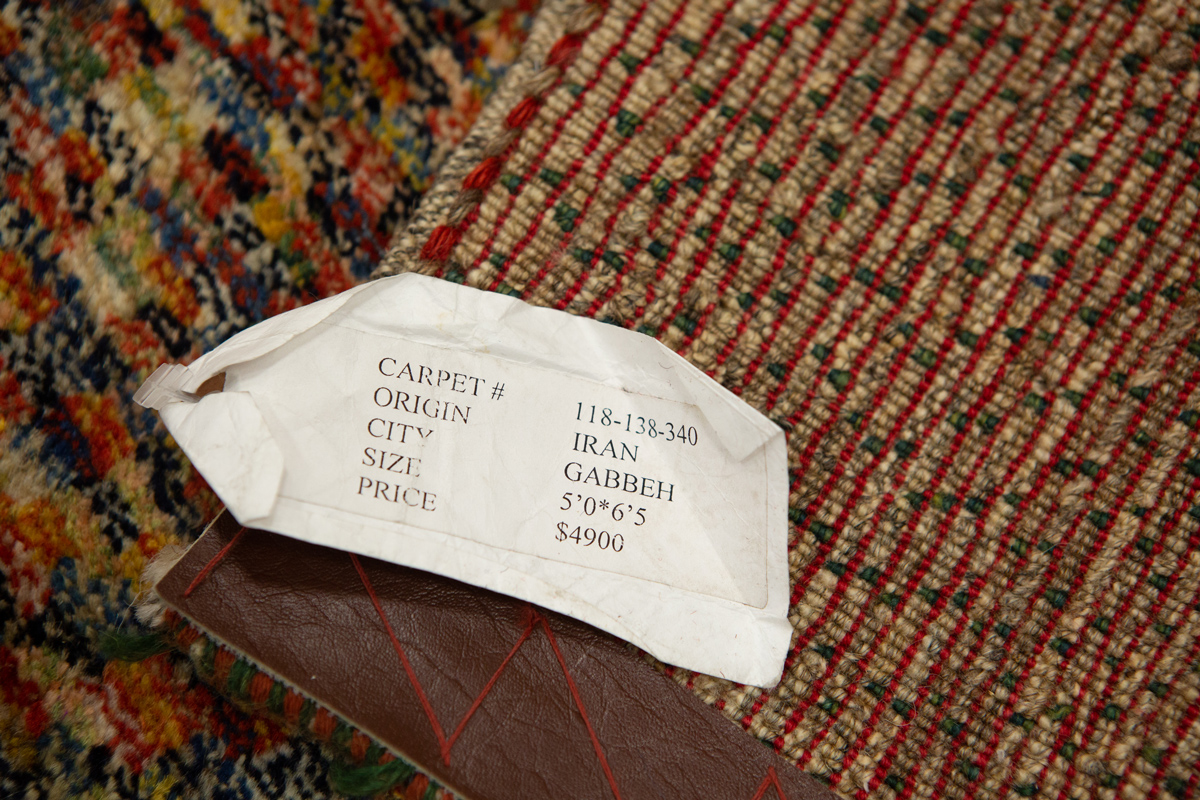 CARPET # 118-138-340
ORIGIN IRAN
CITY GABBEH
SIZE 5'0*6'5
PRICE $4900